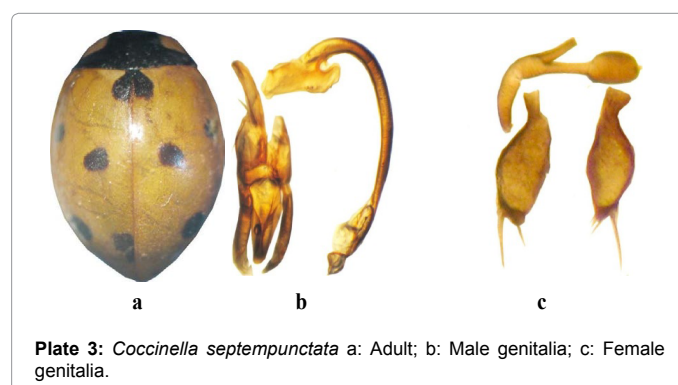 a b c
Plate 3: Coccinella septempunctata a: Adult; b: Male genitalia; c: Female
genitalia.